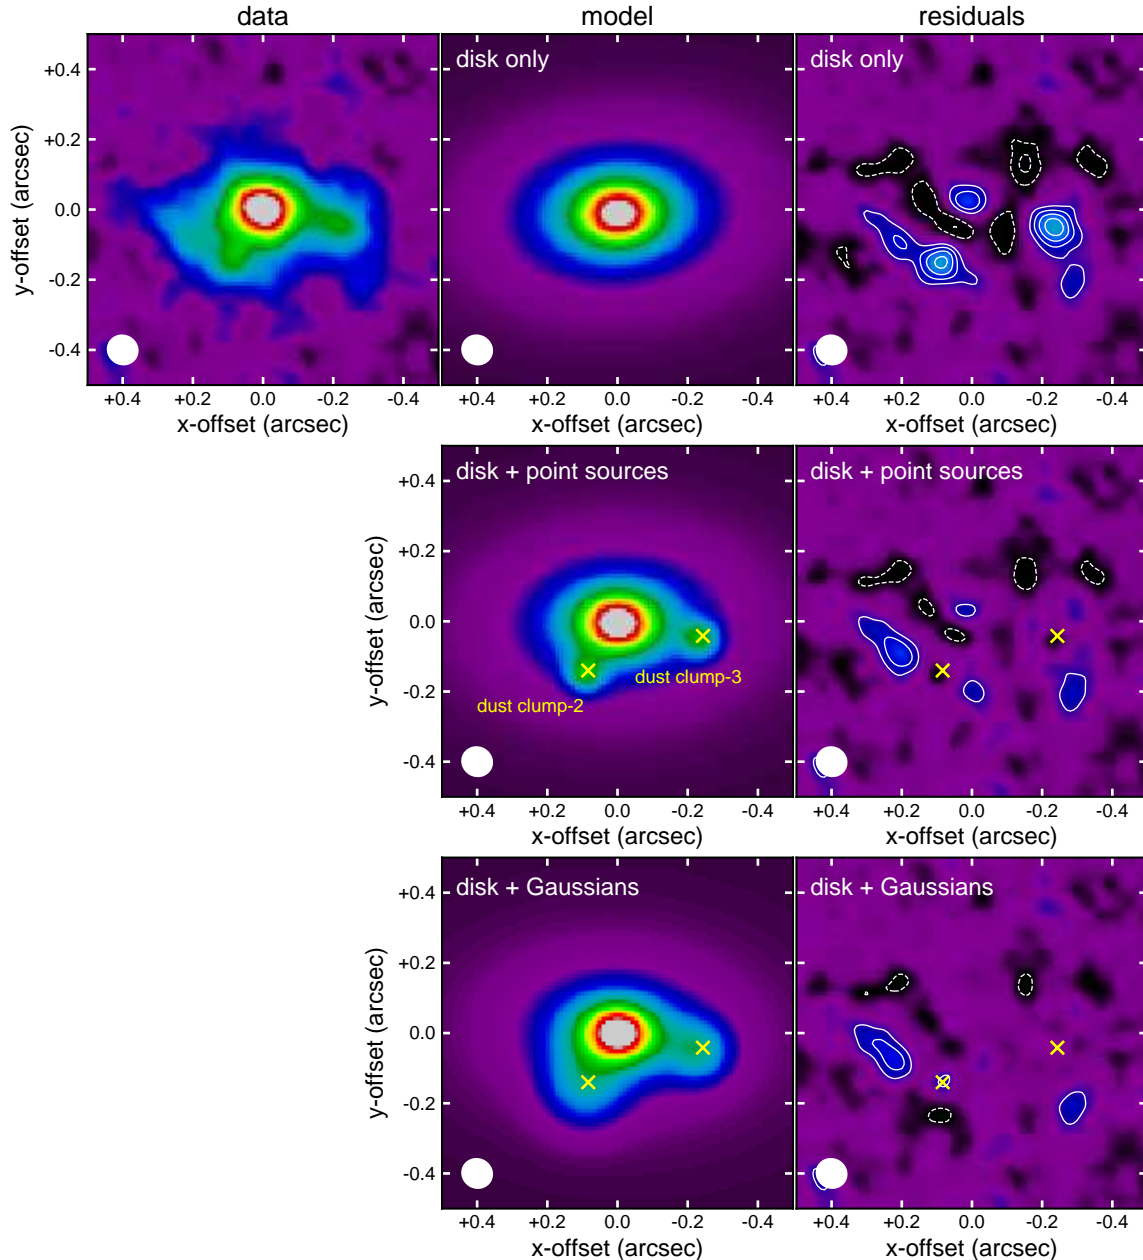 data model residuals
disk only disk only
+0.4
+0.2
0.0
-0.2
-0.4
y-offset (arcsec)
+0.4 +0.2 0.0 -0.2 -0.4 +0.4 +0.2 0.0 -0.2 -0.4 +0.4 +0.2 0.0 -0.2 -0.4
x-offset (arcsec) x-offset (arcsec) x-offset (arcsec)
disk + point sources disk + point sources
+0.4
+0.2
0.0
-0.2
-0.4
y-offset (arcsec)
dust clump-3
dust clump-2
+0.4 +0.2 0.0 -0.2 -0.4 +0.4 +0.2 0.0 -0.2 -0.4
x-offset (arcsec) x-offset (arcsec)
disk + Gaussians disk + Gaussians
+0.4
+0.2
0.0
-0.2
-0.4
y-offset (arcsec)
+0.4 +0.2 0.0 -0.2 -0.4 +0.4 +0.2 0.0 -0.2 -0.4
x-offset (arcsec) x-offset (arcsec)